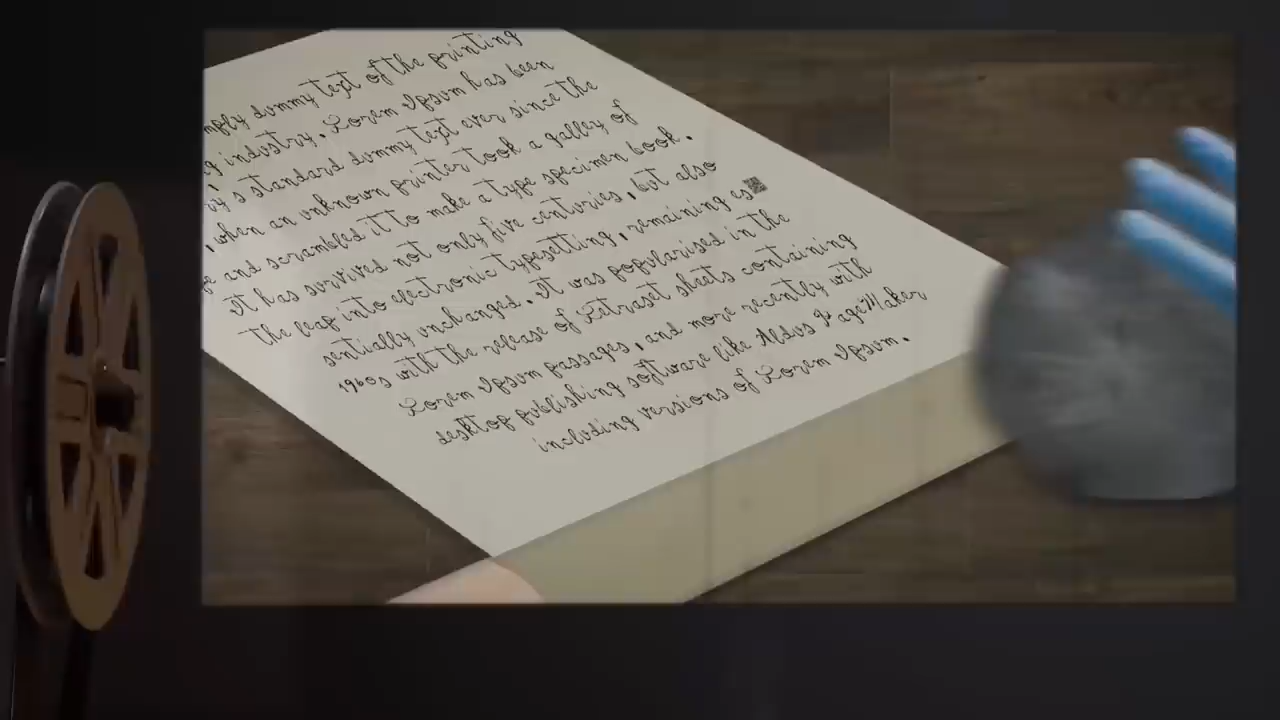 mply dummy text of the printing
g industry. Lorem Ipsum has been
ry's standard dummy text ever since the
, when an unknown printer took a galley of
pe and scrambled it to make a type specimen book.
It has survived not only five centuries, but also
the leap into electronic typesetting, remaining es
sentially unchanged. It was popularised in the
1960s with the release of Letraset sheets containing
Lorem Ipsum passages, and more recently with
desktop publishing software like Aldus PageMaker
including versions of Lorem Ipsum.